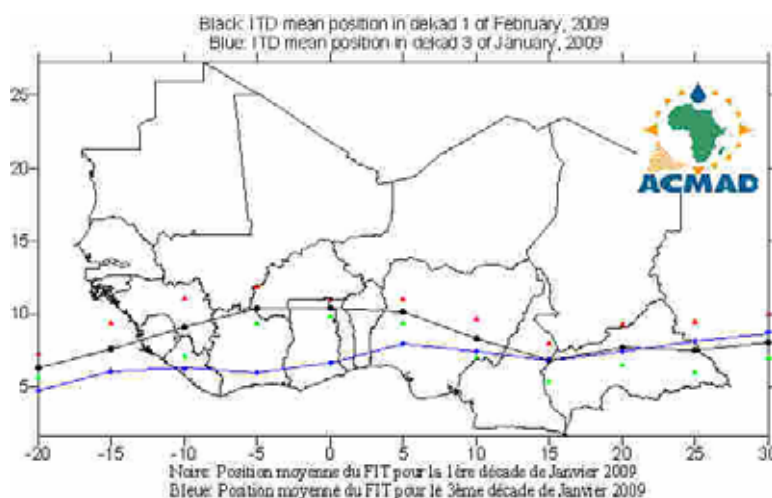 Black: ITD mean position in dekad 1 of February, 2009
Blue: ITD mean position in dekad 3 of January, 2009
25
20
15
10
5
ACMAD
-20 -15 -10 -5 0 5 10 15 20 25 30
Noire: Position moyenne du FIT pour la 1ère décade de Janvier 2009
Bleue: Position moyenne du FIT pour le 3ème décade de Janvier 2009